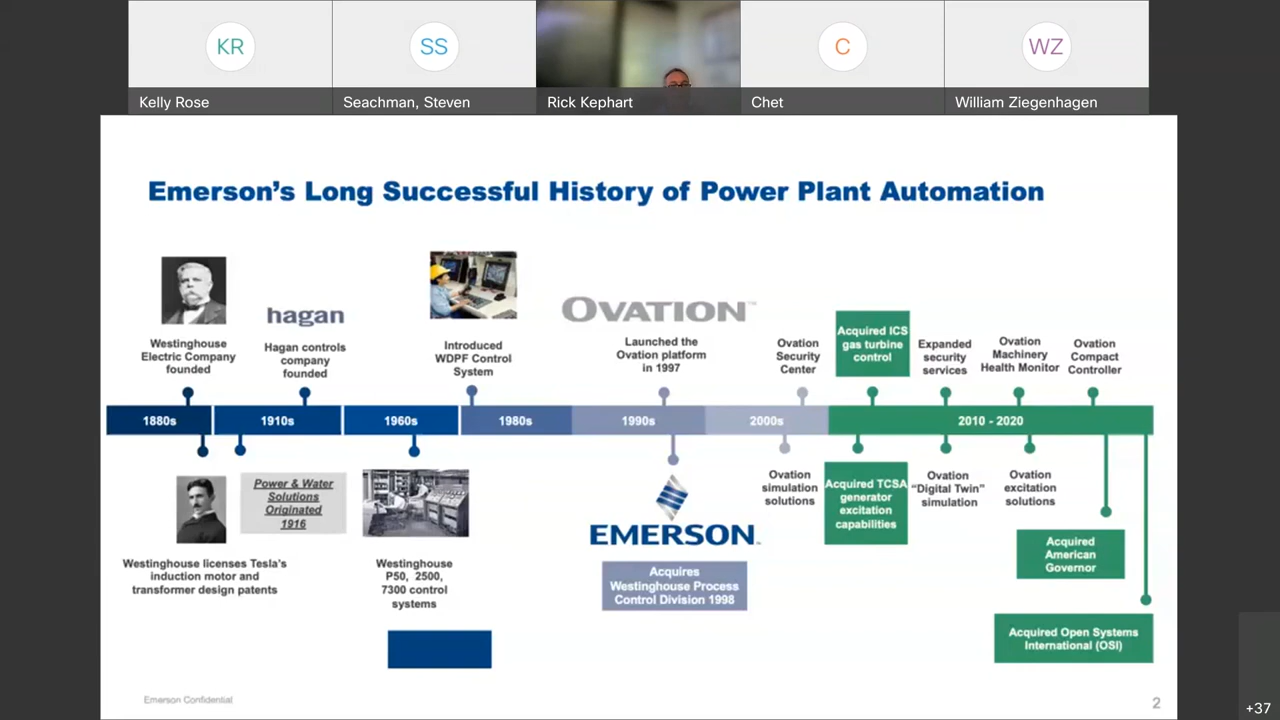 KR
SS
C
WZ
Kelly Rose
Seachman, Steven
Rick Kephart
Chet
William Ziegenhagen
Emerson's Long Successful History of Power Plant Automation
Westinghouse
Electric Company
founded
hagan
Hagan controls
company
founded
Introduced
WDPF Control
System
OVATION™
Launched the
Ovation platform
in 1997
Ovation
Security
Center
Acquired ICS
gas turbine
control
Expanded
security
services
Ovation
Machinery
Health Monitor
Ovation
Compact
Controller
1880s
1910s
1960s
1980s
1990s
2000s
2010 - 2020
Westinghouse licenses Tesla's
induction motor and
transformer design patents
Power & Water
Solutions
Originated
1916
Westinghouse
P50, 2500,
7300 control
systems
EMERSON™
Acquires
Westinghouse Process
Control Division 1998
Ovation
simulation
solutions
Acquired TCSA
generator
excitation
capabilities
Ovation
“Digital Twin”
simulation
Ovation
excitation
solutions
Acquired
American
Governor
Acquired Open Systems
International (OSI)
Emerson Confidential
2
+37